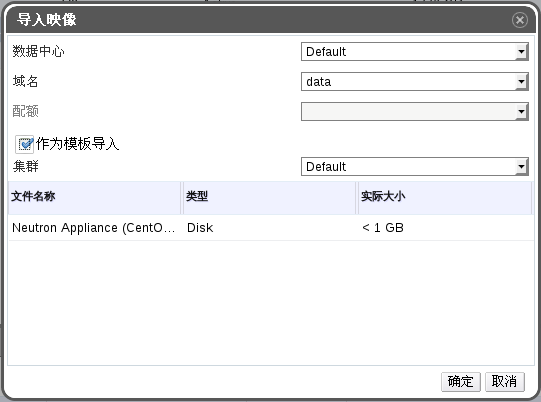 导入映像
数据中心 Default
域名 data
配额
作为模板导入
集群 Default
文件名称 类型 实际大小
Neutron Appliance (CentO... Disk < 1 GB
确定 取消